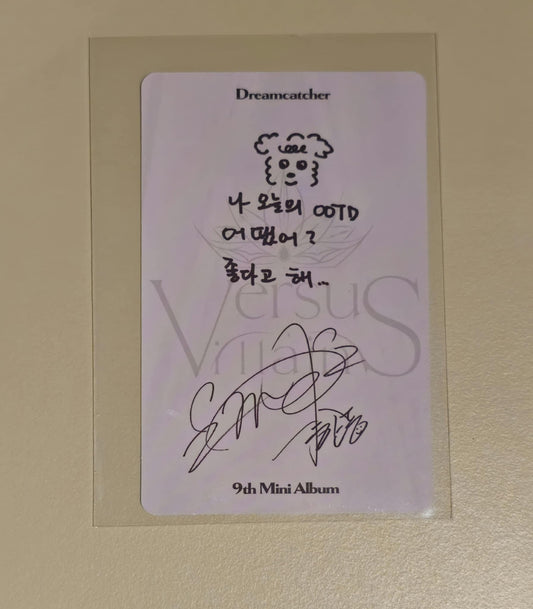 Dreamcatcher
나 오늘의 OOTD
어땠어?
좋다고 해...
Versus
Villains
9th Mini Album